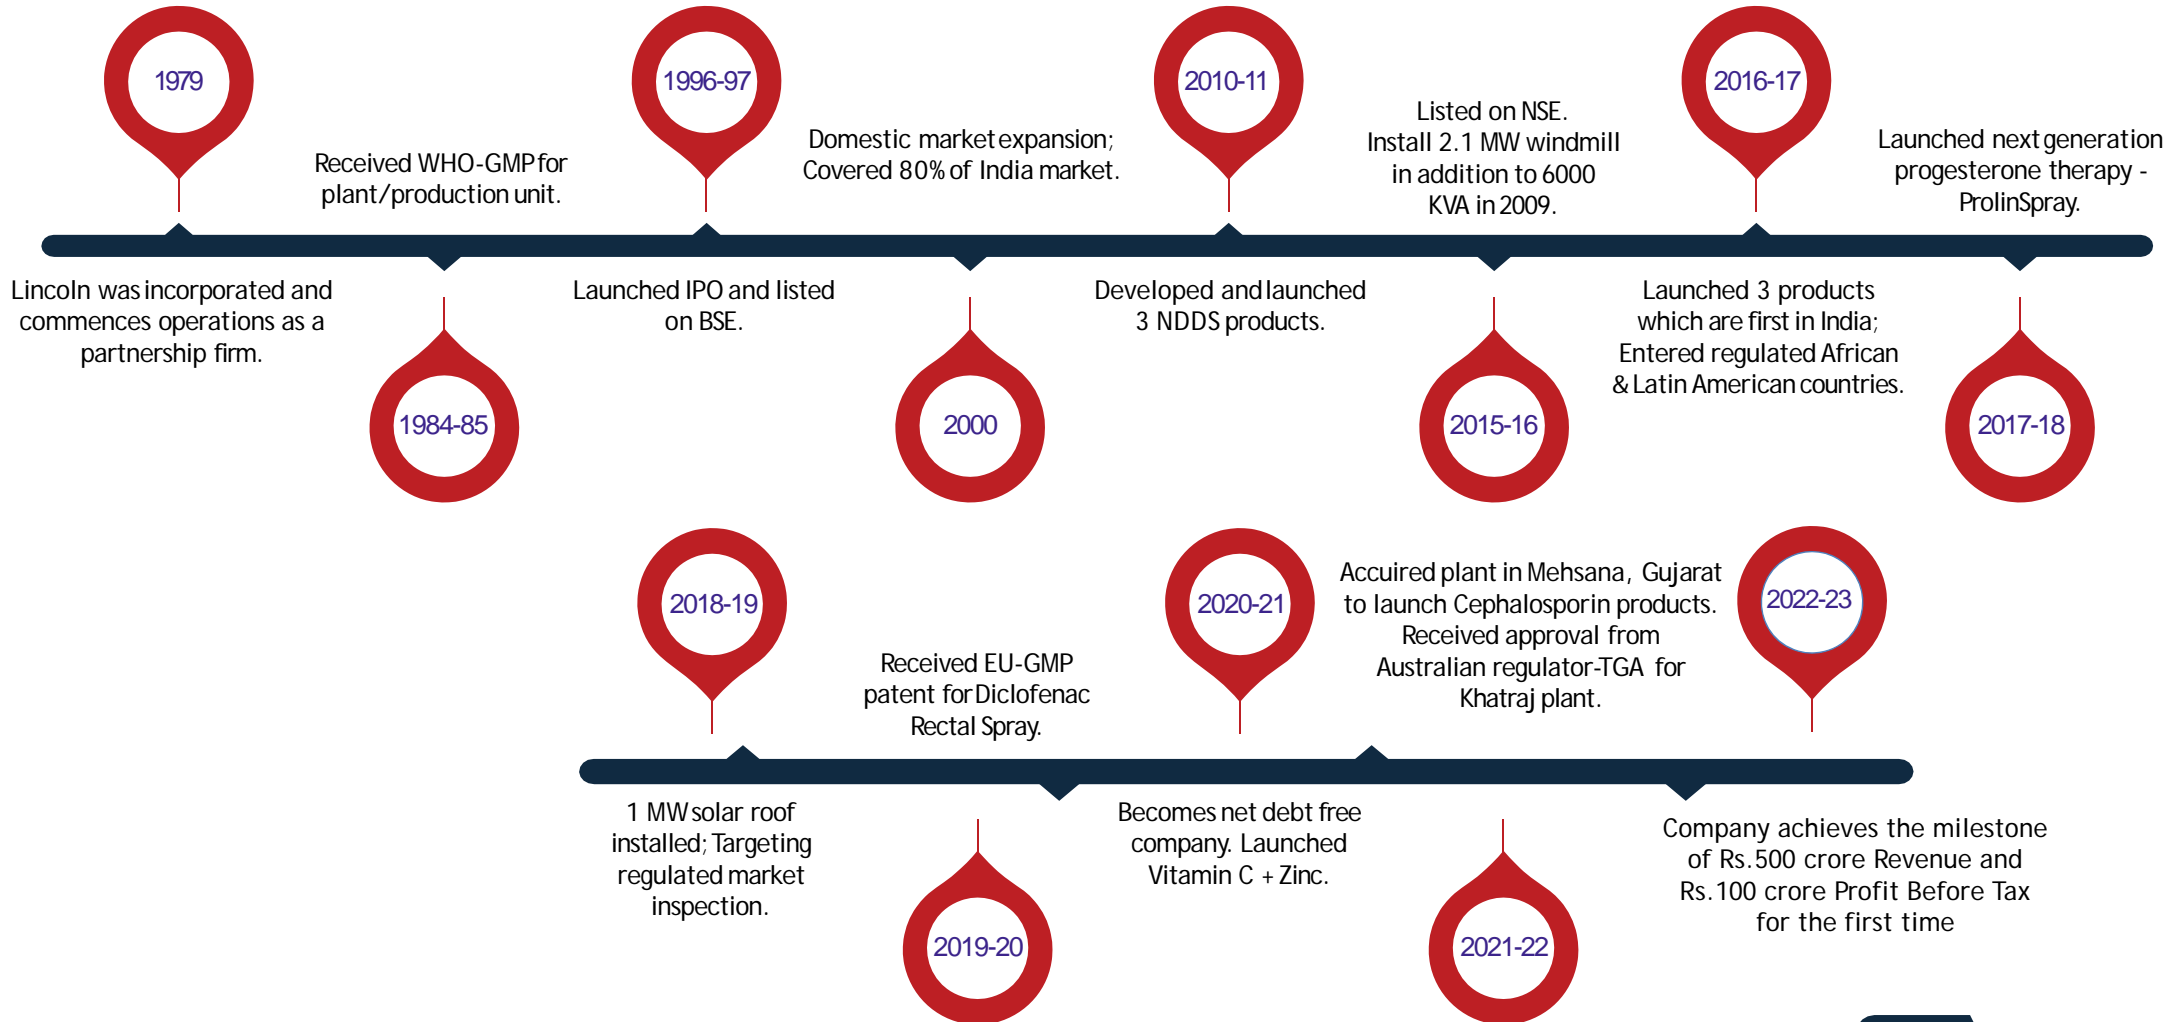 1979
Lincoln was incorporated and
commences operations as a
partnership firm.
Received WHO-GMP for
plant/production unit.
1984-85
1996-97
Launched IPO and listed
on BSE.
Domestic market expansion;
Covered 80% of India market.
2000
2010-11
Developed and launched
3 NDDS products.
Listed on NSE.
Install 2.1 MW windmill
in addition to 6000
KVA in 2009.
2015-16
2016-17
Launched 3 products
which are first in India;
Entered regulated African
& Latin American countries.
Launched next generation
progesterone therapy -
ProlinSpray.
2017-18
2018-19
1 MW solar roof
installed; Targeting
regulated market
inspection.
Received EU-GMP
patent for Diclofenac
Rectal Spray.
2019-20
2020-21
Becomes net debt free
company. Launched
Vitamin C + Zinc.
Accuired plant in Mehsana, Gujarat
to launch Cephalosporin products.
Received approval from
Australian regulator-TGA for
Khatraj plant.
2021-22
2022-23
Company achieves the milestone
of Rs.500 crore Revenue and
Rs.100 crore Profit Before Tax
for the first time